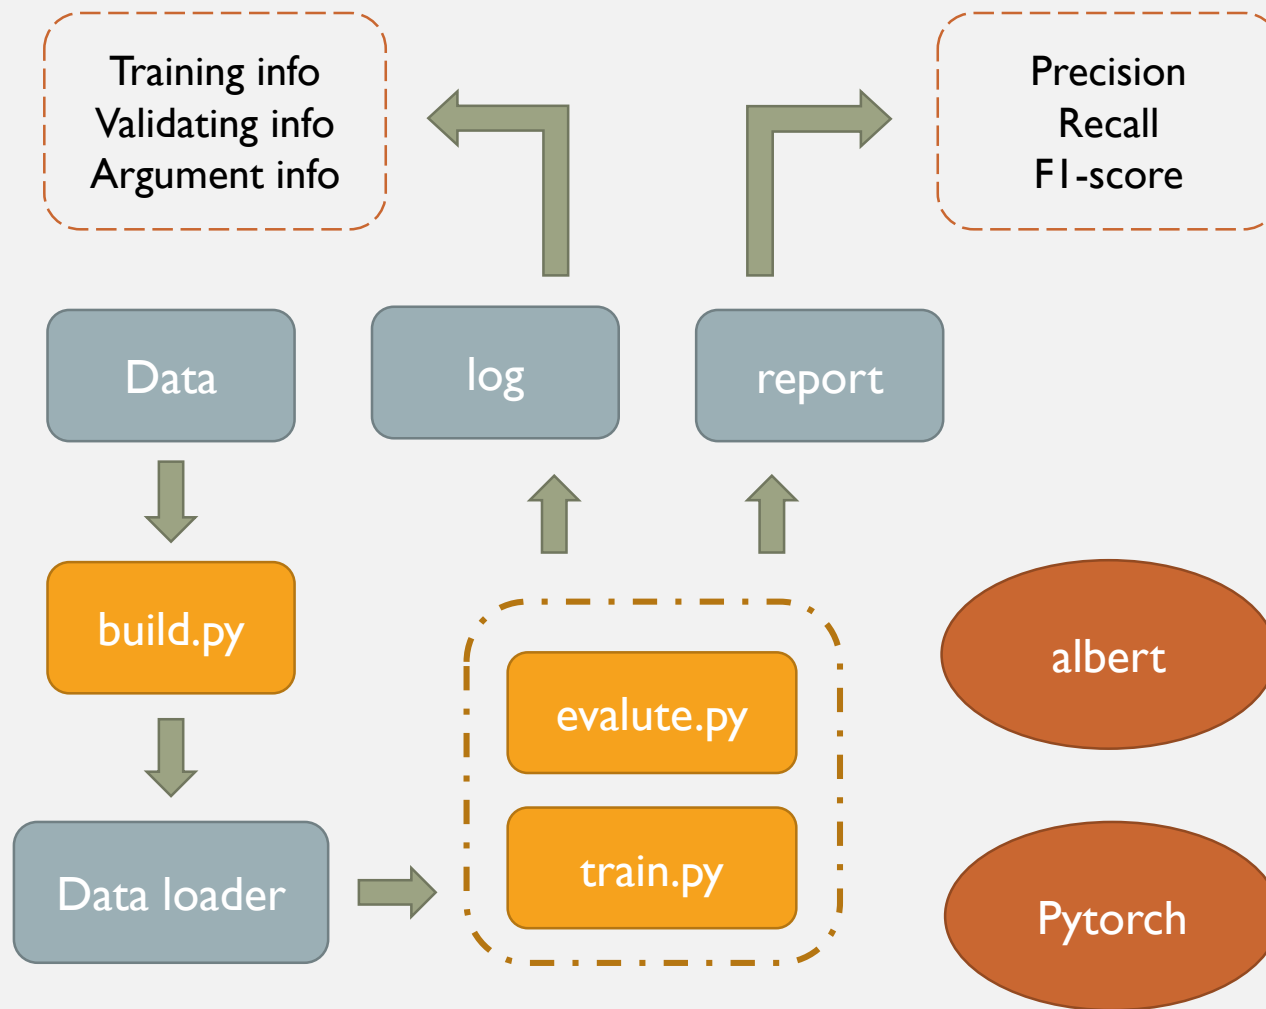 Training info
Validating info
Argument info
Precision
Recall
F1-score
Data
log
report
build.py
evalute.py
albert
train.py
Data loader
Pytorch